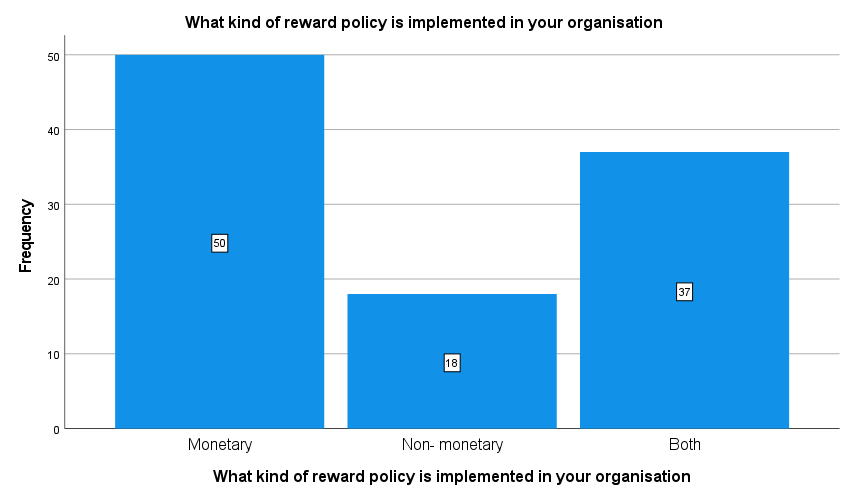 What kind of reward policy is implemented in your organisation
50
40
30
20
10
0
Frequency
50
18
37
Monetary
Non- monetary
Both
What kind of reward policy is implemented in your organisation